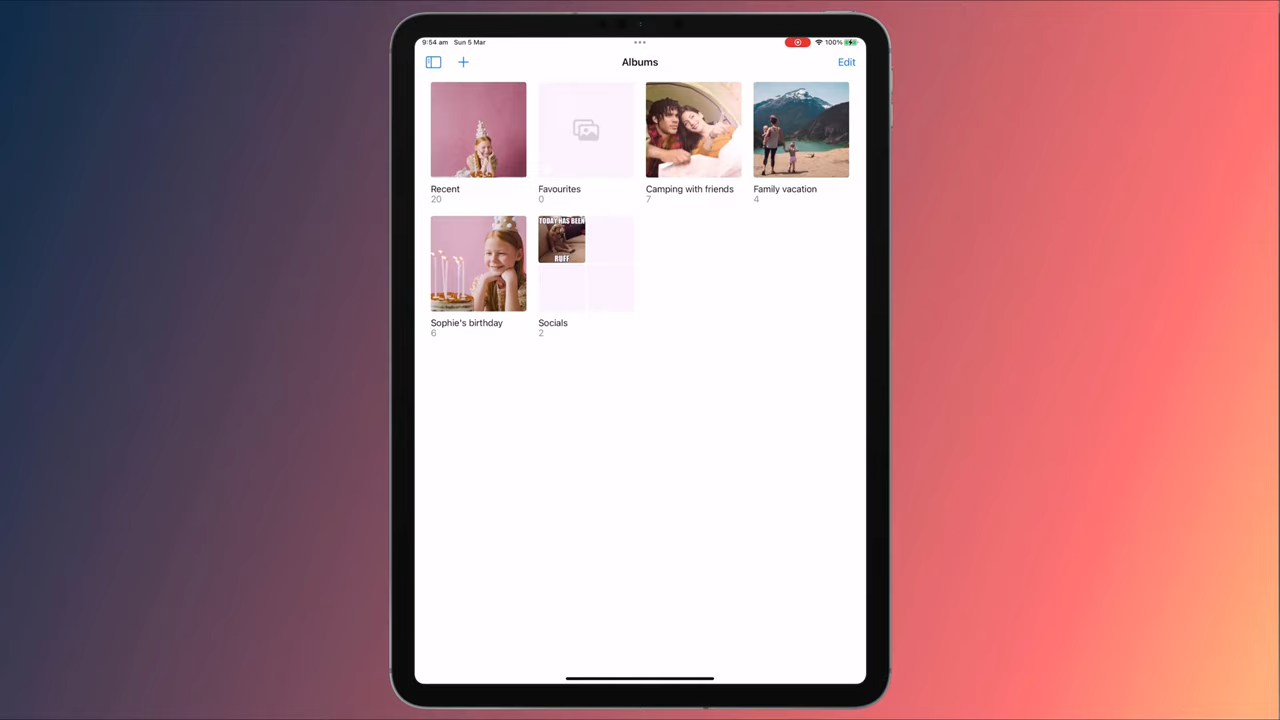 9:54 am Sun 5 Mar
100%
Albums
Edit
Recent
20
Favourites
0
Camping with friends
7
Family vacation
4
TODAY HAS BEEN
RUFF
Sophie's birthday
6
Socials
2